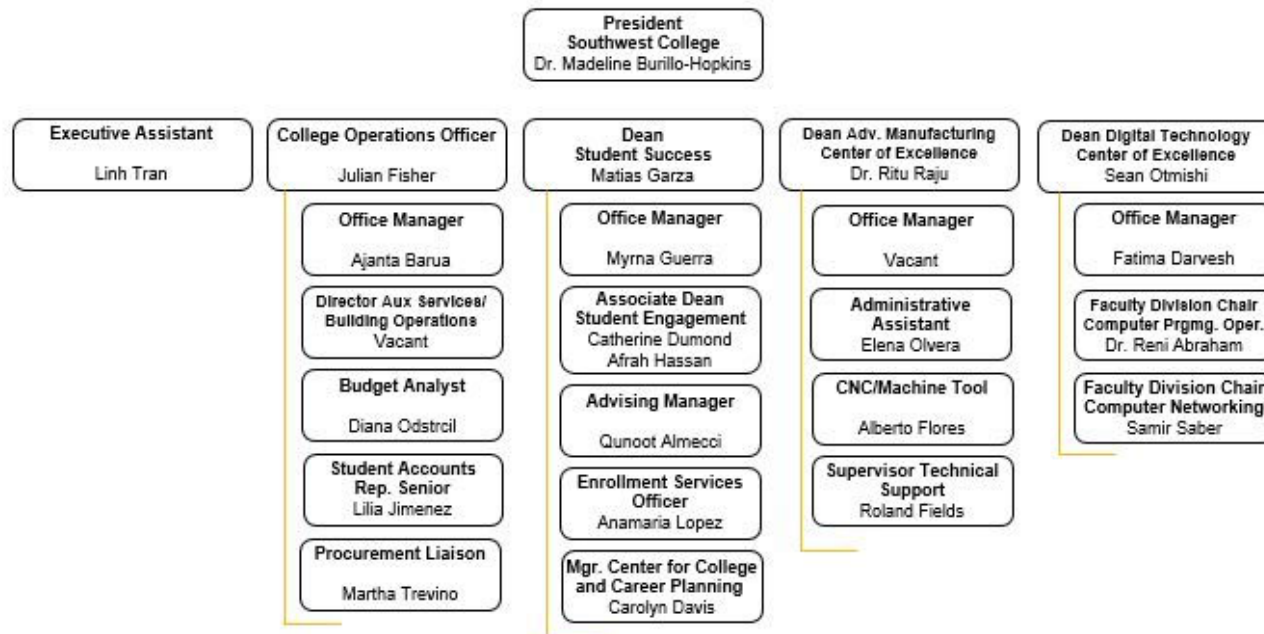 President
Southwest College
Dr. Madeline Burillo-Hopkins
Executive Assistant
Linh Tran
College Operations Officer
Julian Fisher
Office Manager
Ajanta Barua
Director Aux Services/
Building Operations
Vacant
Budget Analyst
Diana Odstrcil
Student Accounts
Rep. Senior
Lilia Jimenez
Procurement Liaison
Martha Trevino
Dean
Student Success
Matias Garza
Office Manager
Myrna Guerra
Associate Dean
Student Engagement
Catherine Dumond
Afrah Hassan
Advising Manager
Qunoot Almecci
Enrollment Services
Officer
Anamaria Lopez
Mgr. Center for College
and Career Planning
Carolyn Davis
Dean Adv. Manufacturing
Center of Excellence
Dr. Ritu Raju
Office Manager
Vacant
Administrative
Assistant
Elena Olvera
CNC/Machine Tool
Alberto Flores
Supervisor Technical
Support
Roland Fields
Dean Digital Technology
Center of Excellence
Sean Otmishi
Office Manager
Fatima Darvesh
Faculty Division Chair
Computer Prgmg. Oper.
Dr. Reni Abraham
Faculty Division Chair
Computer Networking
Samir Saber